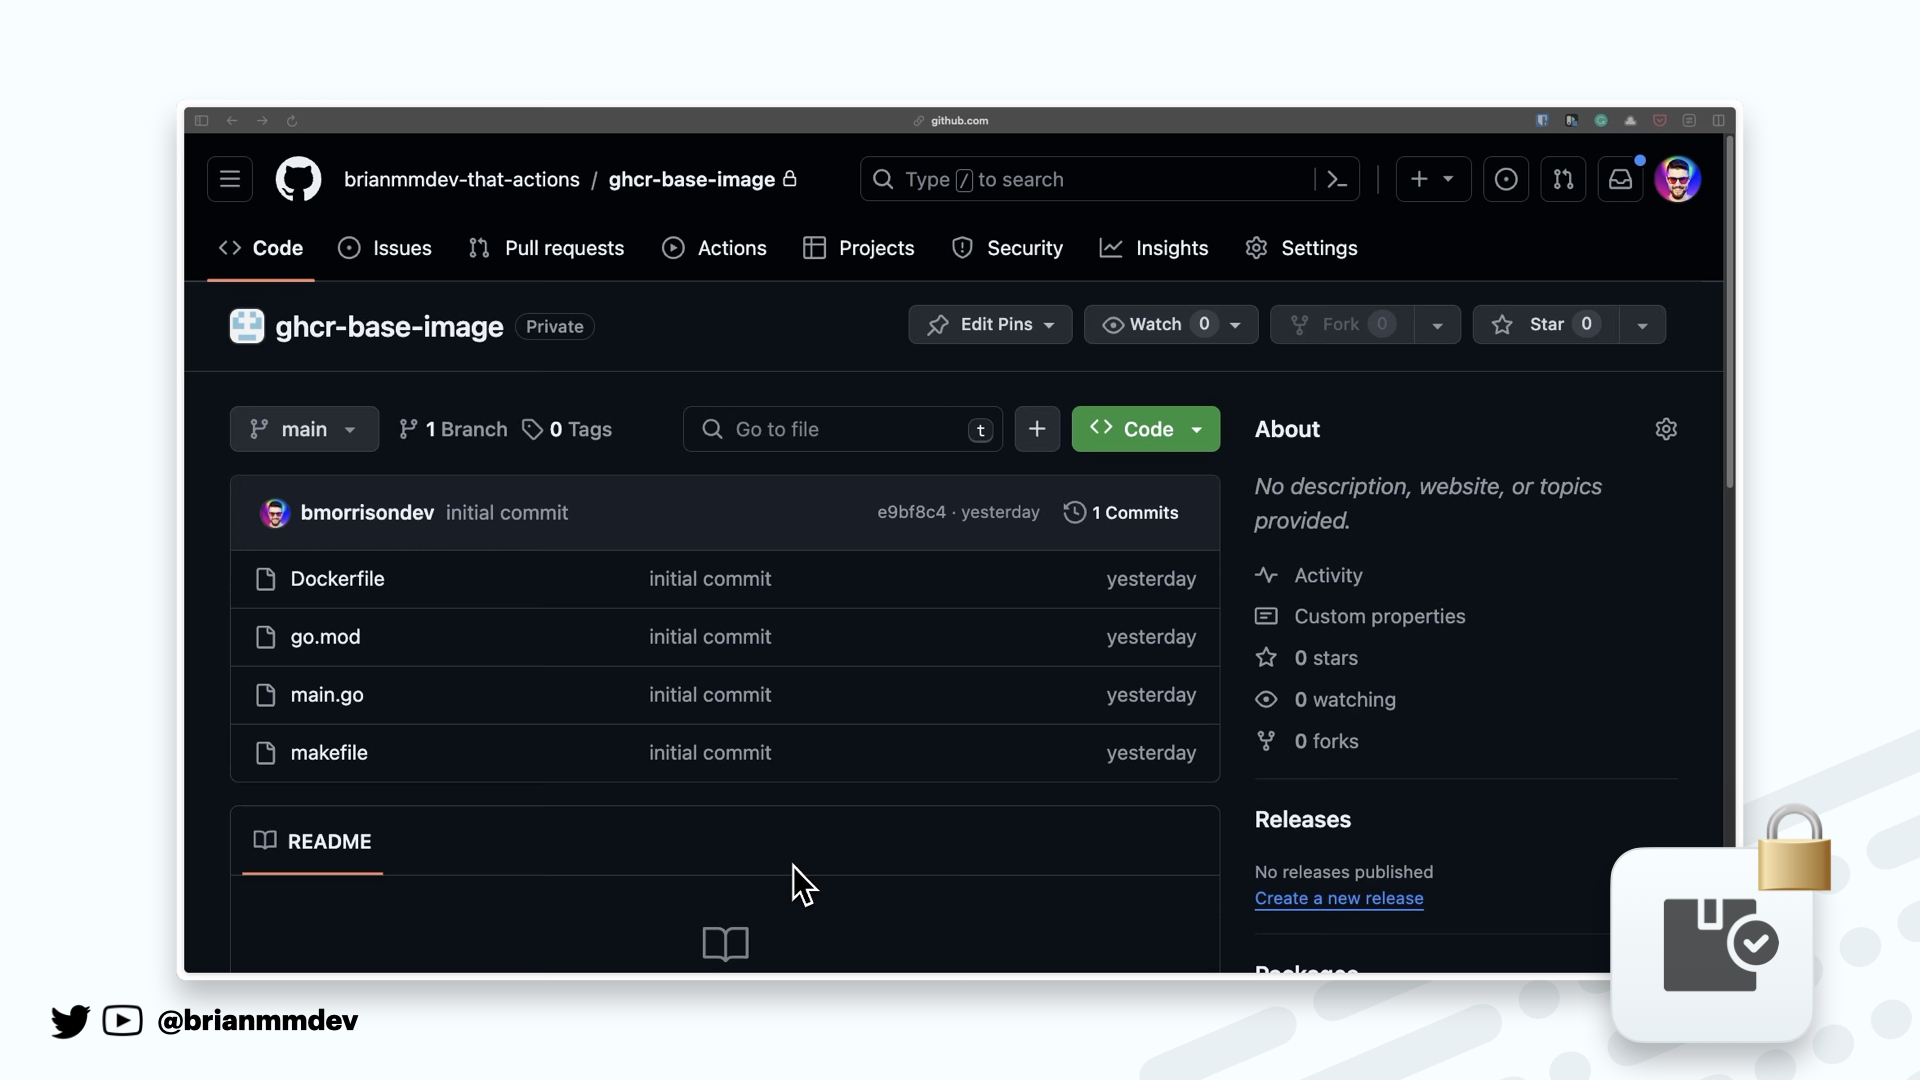 github.com
brianmmdev-that-actions / ghcr-base-image
Type / to search
Code Issues Pull requests Actions Projects Security Insights Settings
ghcr-base-image Private
Edit Pins Watch 0 Fork 0 Star 0
main 1 Branch 0 Tags Go to file t Code
About
No description, website, or topics
provided.
bmorrisondev initial commit e9bf8c4 · yesterday 1 Commits
Dockerfile initial commit yesterday
go.mod initial commit yesterday
main.go initial commit yesterday
makefile initial commit yesterday
Activity
Custom properties
0 stars
0 watching
0 forks
README
Releases
No releases published
Create a new release
Packages
@brianmmdev